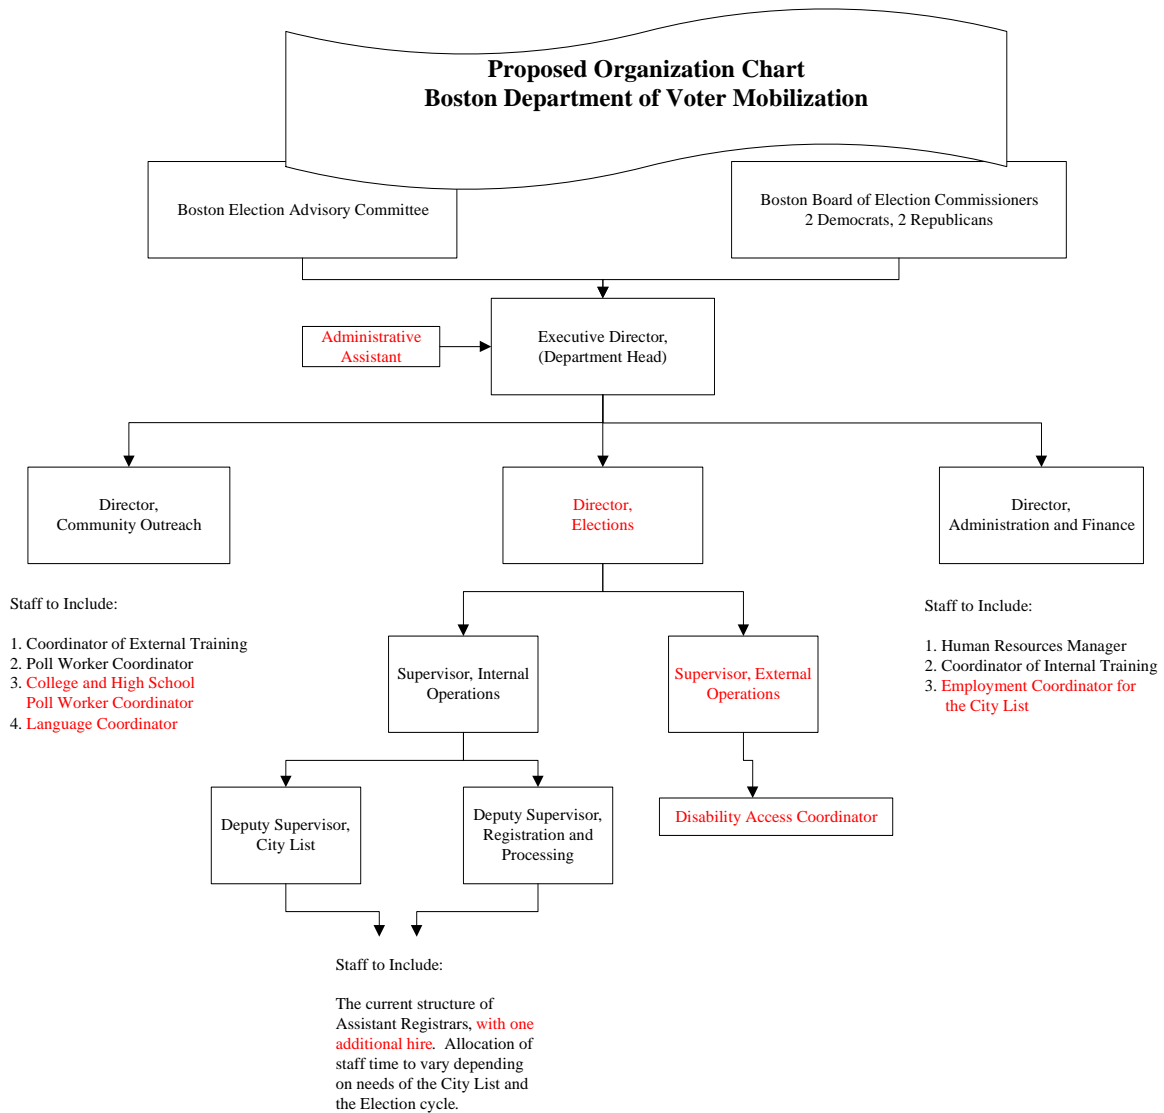 Proposed Organization Chart
Boston Department of Voter Mobilization
Boston Election Advisory Committee
Boston Board of Election Commissioners
2 Democrats, 2 Republicans
Administrative
Assistant
Executive Director,
(Department Head)
Director,
Community Outreach
Director,
Elections
Director,
Administration and Finance
Staff to Include:
1. Coordinator of External Training
2. Poll Worker Coordinator
3. College and High School
Poll Worker Coordinator
4. Language Coordinator
Supervisor, Internal
Operations
Supervisor, External
Operations
Staff to Include:
1. Human Resources Manager
2. Coordinator of Internal Training
3. Employment Coordinator for
the City List
Deputy Supervisor,
City List
Deputy Supervisor,
Registration and
Processing
Disability Access Coordinator
Staff to Include:
The current structure of
Assistant Registrars, with one
additional hire. Allocation of
staff time to vary depending
on needs of the City List and
the Election cycle.